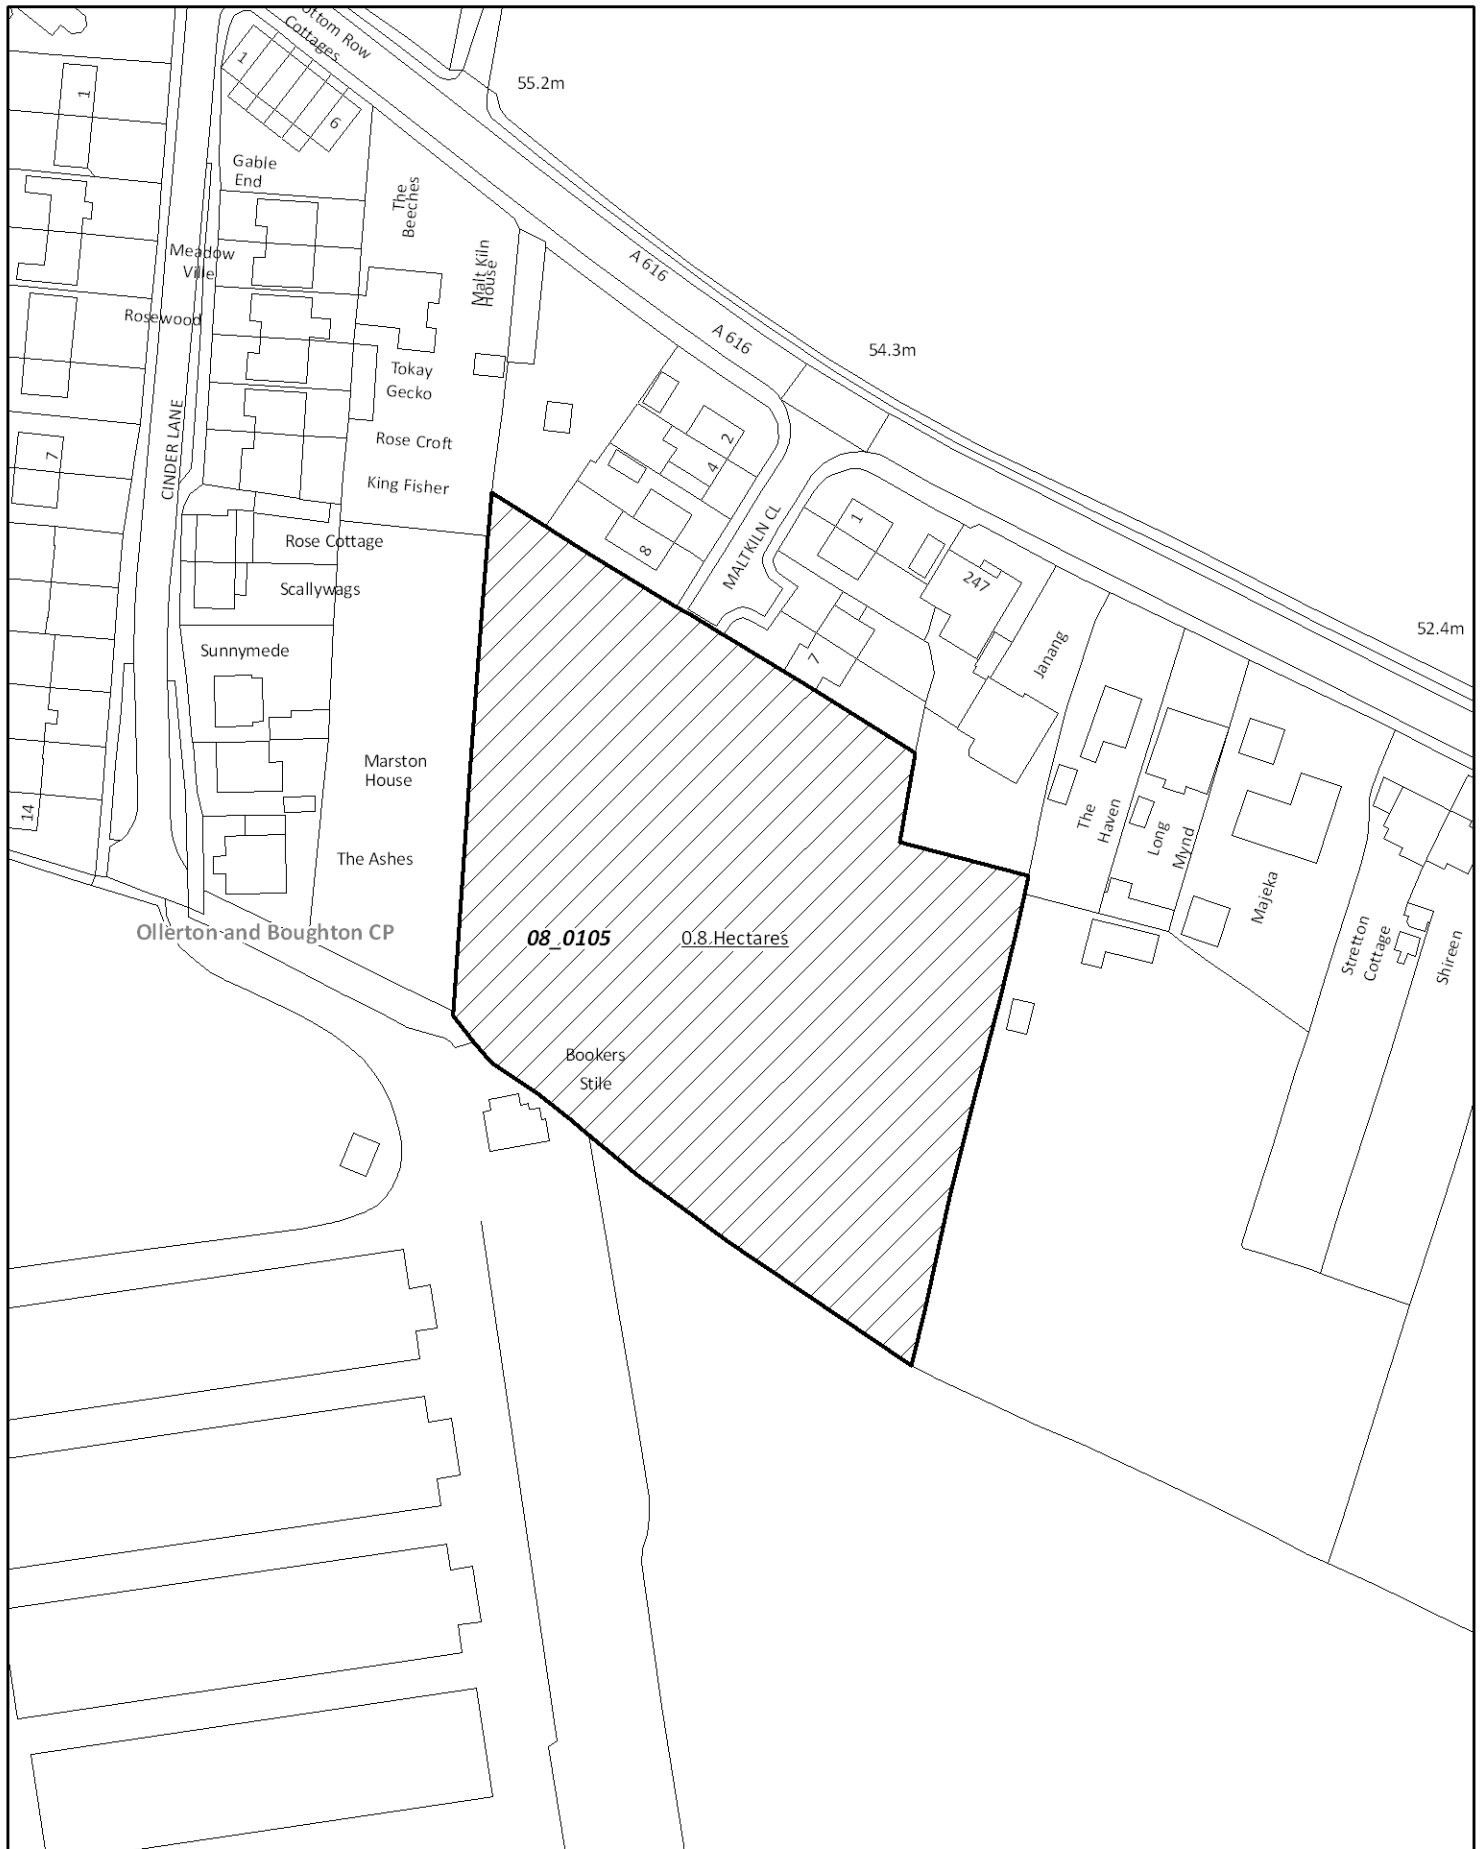 ottom Row
Cottages
1
6
55.2m
1
Gable
End
The
Beeches
Meadow
Ville
Malt Kiln
House
A 616
Rosewood
A 616
54.3m
Tokay
Gecko
CINDER LANE
7
Rose Croft
King Fisher
2
4
8
MALTKILN CL
1
247
Rose Cottage
Scallywags
Sunnymede
7
Janang
52.4m
Marston
House
14
The Ashes
The
Haven
Long
Mynd
Majeka
Stretton
Cottage
Shireen
Ollerton and Boughton CP
08_0105
0.8 Hectares
Bookers
Stile